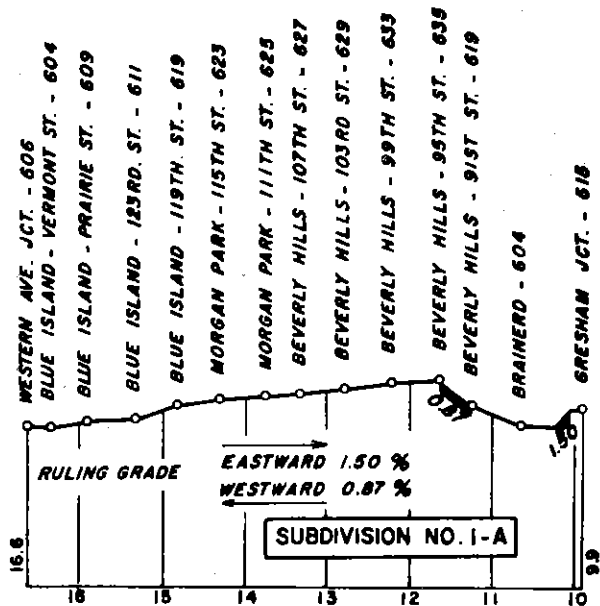 WESTERN AVE. JCT. - 606
BLUE ISLAND - VERMONT ST. - 604
BLUE ISLAND - PRAIRIE ST. - 609
BLUE ISLAND - 123RD. ST. - 611
BLUE ISLAND - 119TH. ST. - 619
MORGAN PARK - 115TH ST. - 623
MORGAN PARK - 111TH ST. - 625
BEVERLY HILLS - 107TH ST. - 627
BEVERLY HILLS - 103RD ST. - 629
BEVERLY HILLS - 99TH ST. - 633
BEVERLY HILLS - 95TH ST. - 635
BEVERLY HILLS - 91ST ST. - 619
BRAINERD - 604
GRESHAM JCT. -
0.87
1.50
RULING GRADE
EASTWARD 1.50 %
WESTWARD 0.87 %
SUBDIVISION NO. 1-A
16.6
9.9
16 15 14 13 12 11 10